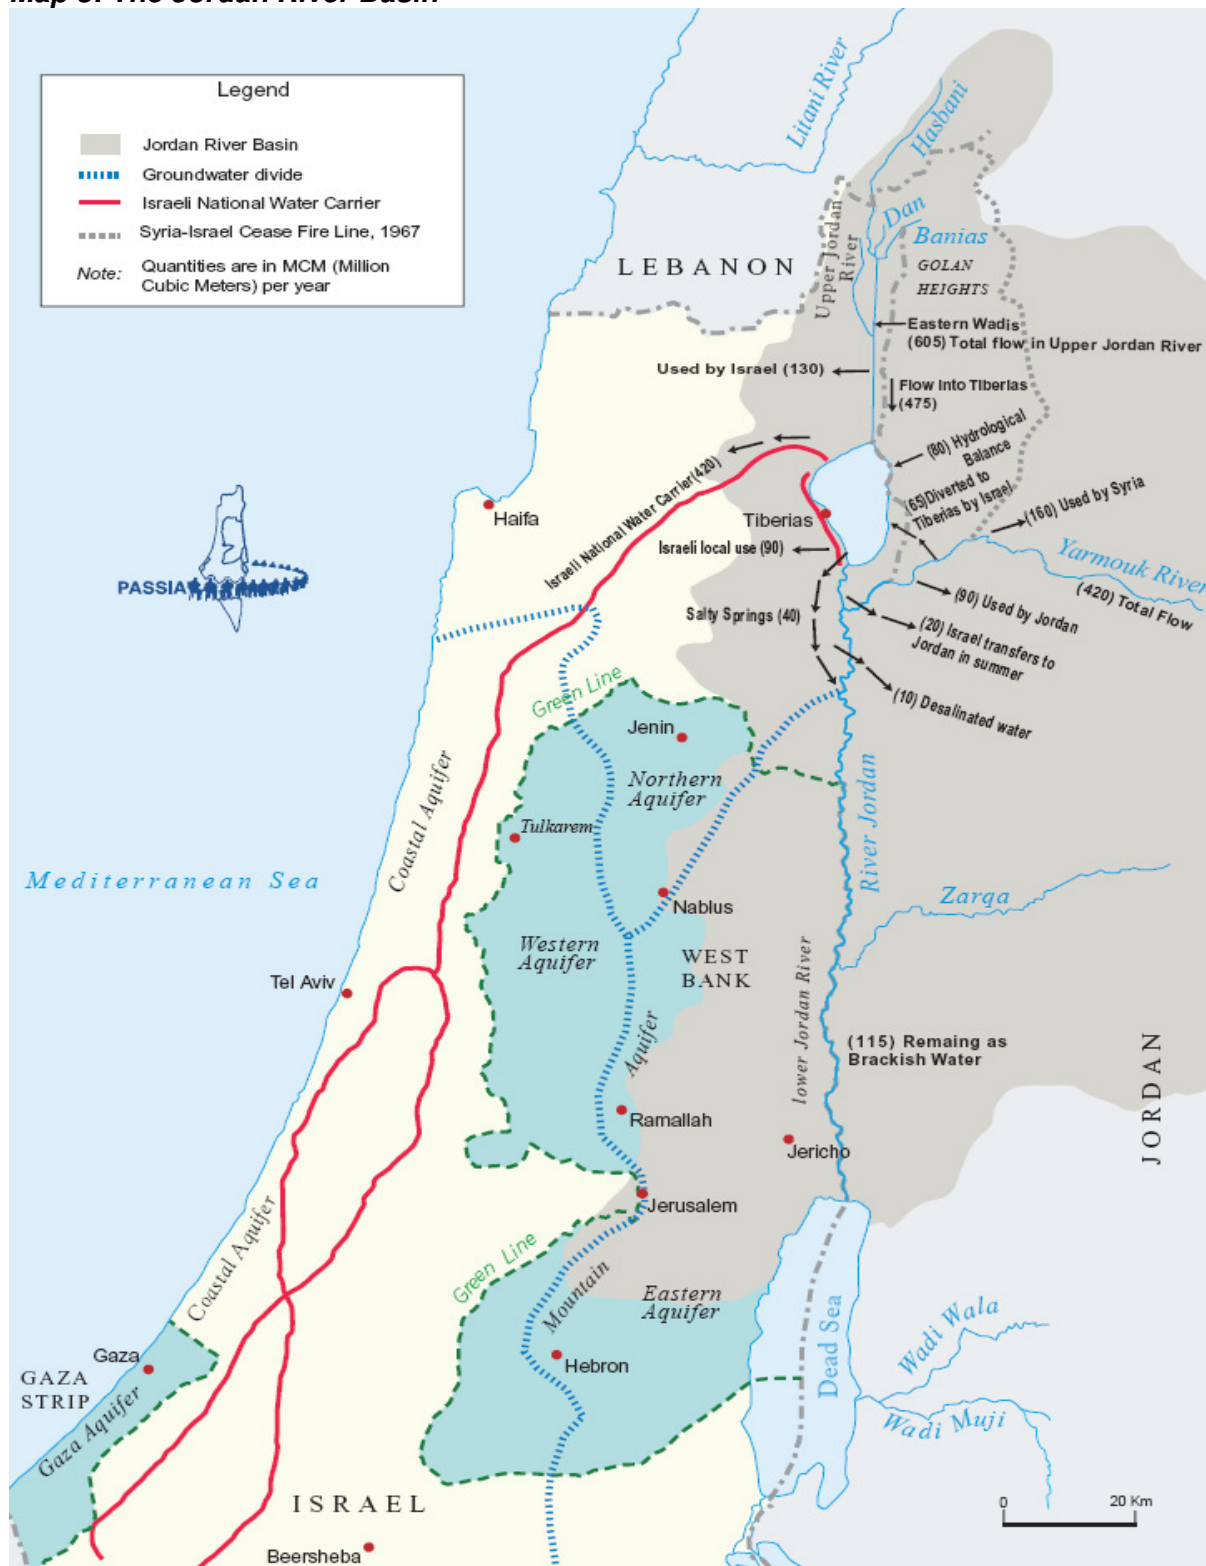 Map 3: The Jordan River Basin
Legend
Jordan River Basin
Groundwater divide
Israeli National Water Carrier
Syria-Israel Cease Fire Line, 1967
Note: Quantities are in MCM (Million
Cubic Meters) per year
Litani River
Hasbani
Dan
Banias
Upper Jordan
River
GOLAN
HEIGHTS
LEBANON
Eastern Wadis
(605) Total flow in Upper Jordan River
Used by Israel (130)
Flow into Tiberias
(475)
(80) Hydrological
Balance
(65)Diverted to
Tiberias by Israel
(160) Used by Syria
Yarmouk River
(420) Total Flow
Israeli National Water Carrier(420)
Haifa
Tiberias
Israeli local use (90)
(90) Used by Jordan
Salty Springs (40)
(20) Israel transfers to
Jordan in summer
(10) Desalinated water
PASSIA
Green Line
Jenin
Northern
Aquifer
Tulkarem
Coastal Aquifer
River Jordan
Mediterranean Sea
Zarqa
Nablus
Western
Aquifer
WEST
BANK
Tel Aviv
lower Jordan River
Aquifer
(115) Remaing as
Brackish Water
JORDAN
Ramallah
Jericho
Jerusalem
Coastal Aquifer
Green Line
Mountain
Eastern
Aquifer
Dead Sea
Wadi Wala
Gaza
GAZA
STRIP
Hebron
Wadi Muji
Gaza Aquifer
ISRAEL
0 20 Km
Beersheba